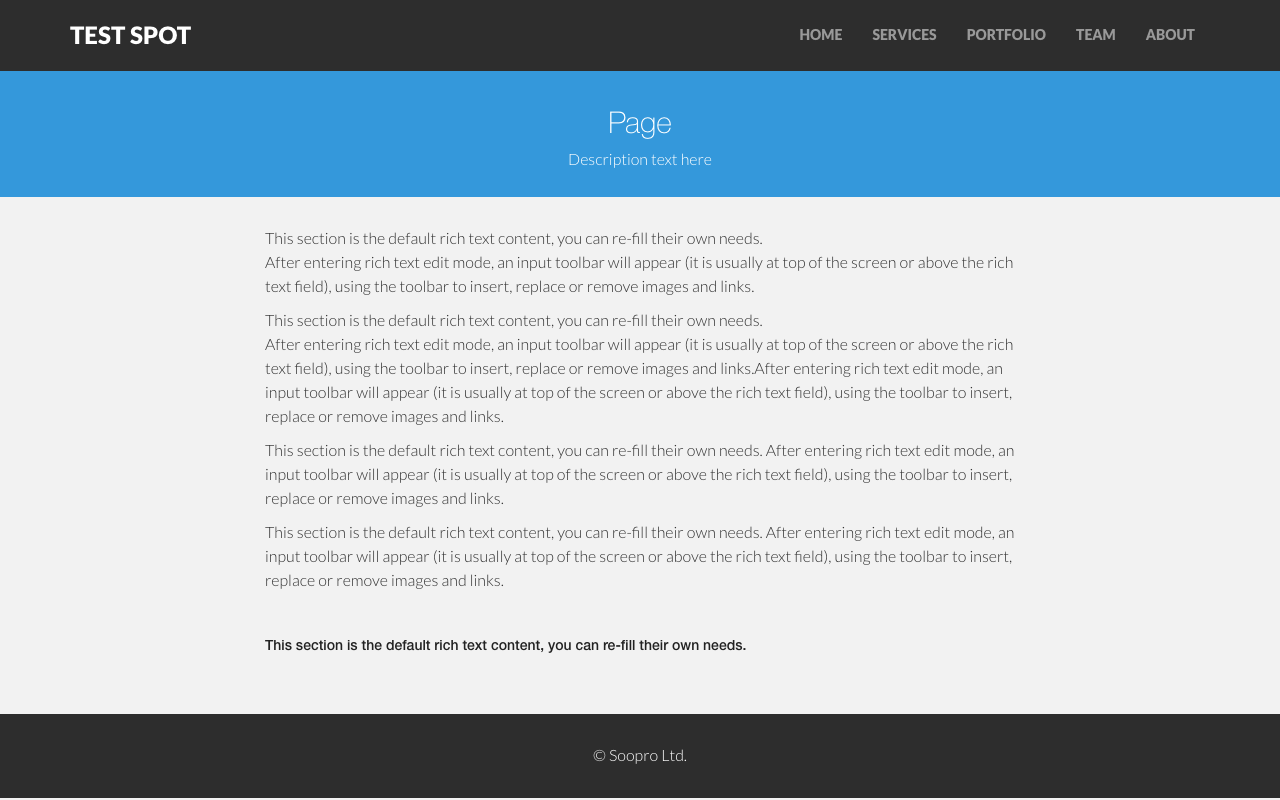 TEST SPOT
HOME SERVICES PORTFOLIO TEAM ABOUT
Page
Description text here
This section is the default rich text content, you can re-fill their own needs.
After entering rich text edit mode, an input toolbar will appear (it is usually at top of the screen or above the rich
text field), using the toolbar to insert, replace or remove images and links.
This section is the default rich text content, you can re-fill their own needs.
After entering rich text edit mode, an input toolbar will appear (it is usually at top of the screen or above the rich
text field), using the toolbar to insert, replace or remove images and links.After entering rich text edit mode, an
input toolbar will appear (it is usually at top of the screen or above the rich text field), using the toolbar to insert,
replace or remove images and links.
This section is the default rich text content, you can re-fill their own needs. After entering rich text edit mode, an
input toolbar will appear (it is usually at top of the screen or above the rich text field), using the toolbar to insert,
replace or remove images and links.
This section is the default rich text content, you can re-fill their own needs. After entering rich text edit mode, an
input toolbar will appear (it is usually at top of the screen or above the rich text field), using the toolbar to insert,
replace or remove images and links.
This section is the default rich text content, you can re-fill their own needs.
© Soopro Ltd.